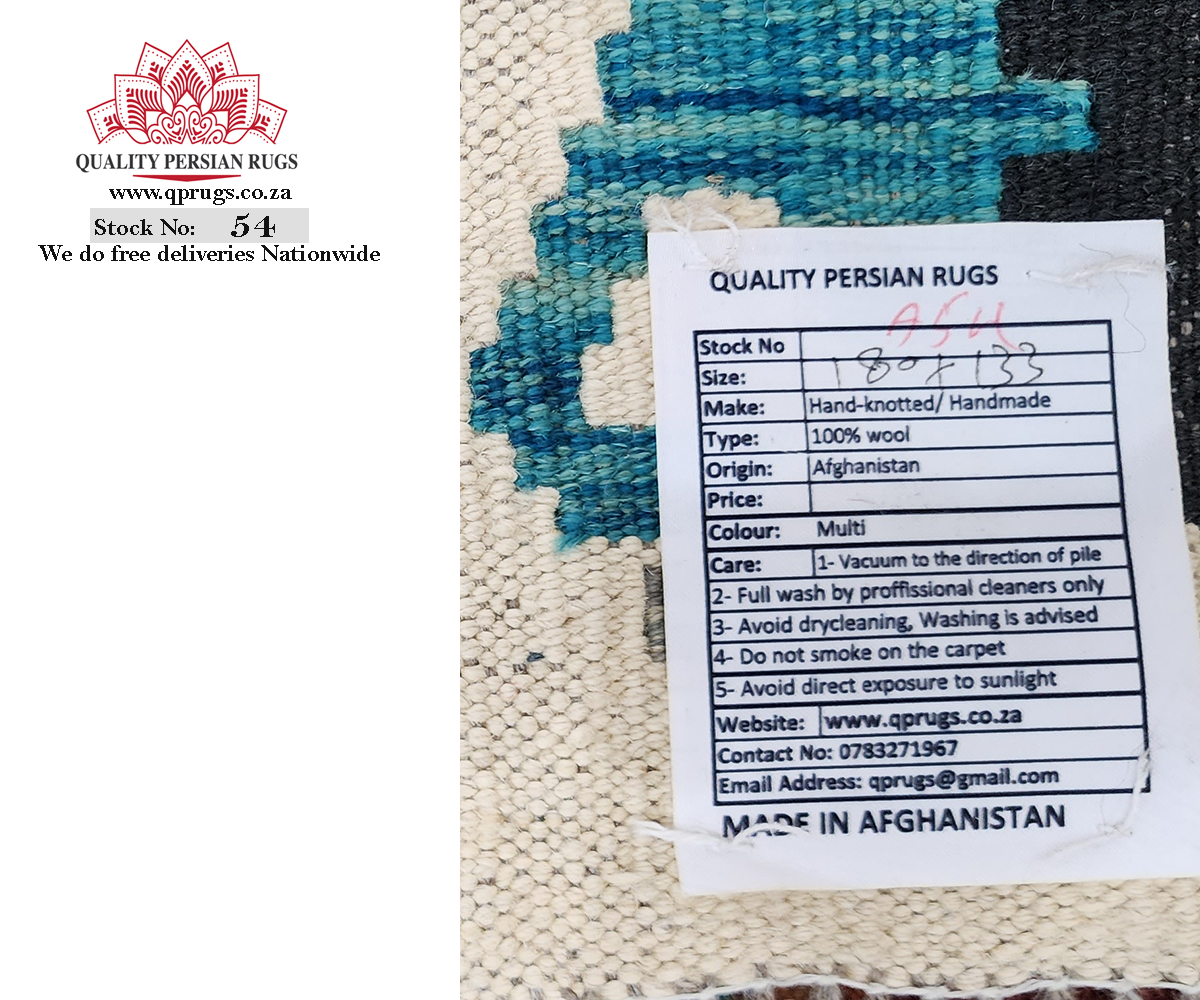 QUALITY PERSIAN RUGS
www.qprugs.co.za
Stock No: 54
We do free deliveries Nationwide
QUALITY PERSIAN RUGS
Stock No
Size: 180x133
Make: Hand-knotted/ Handmade
Type: 100% wool
Origin: Afghanistan
Price:
Colour: Multi
Care: 1- Vacuum to the direction of pile
2- Full wash by proffissional cleaners only
3- Avoid drycleaning, Washing is advised
4- Do not smoke on the carpet
5- Avoid direct exposure to sunlight
Website: www.qprugs.co.za
Contact No: 0783271967
Email Address: qprugs@gmail.com
MADE IN AFGHANISTAN